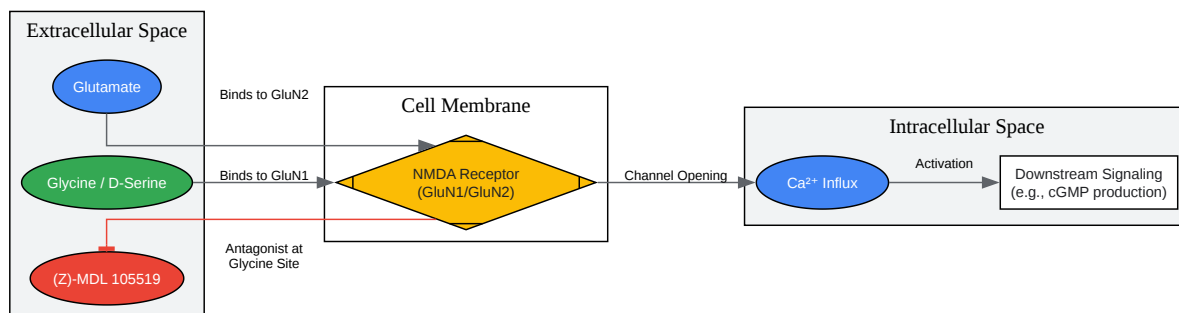 Extracellular Space
Glutamate
Binds to GluN2
Cell Membrane
Glycine / D-Serine
Binds to GluN1
NMDA Receptor
(GluN1/GluN2)
Channel Opening
Intracellular Space
Ca²⁺ Influx
Activation
Downstream Signaling
(e.g., cGMP production)
Antagonist at
Glycine Site
(Z)-MDL 105519